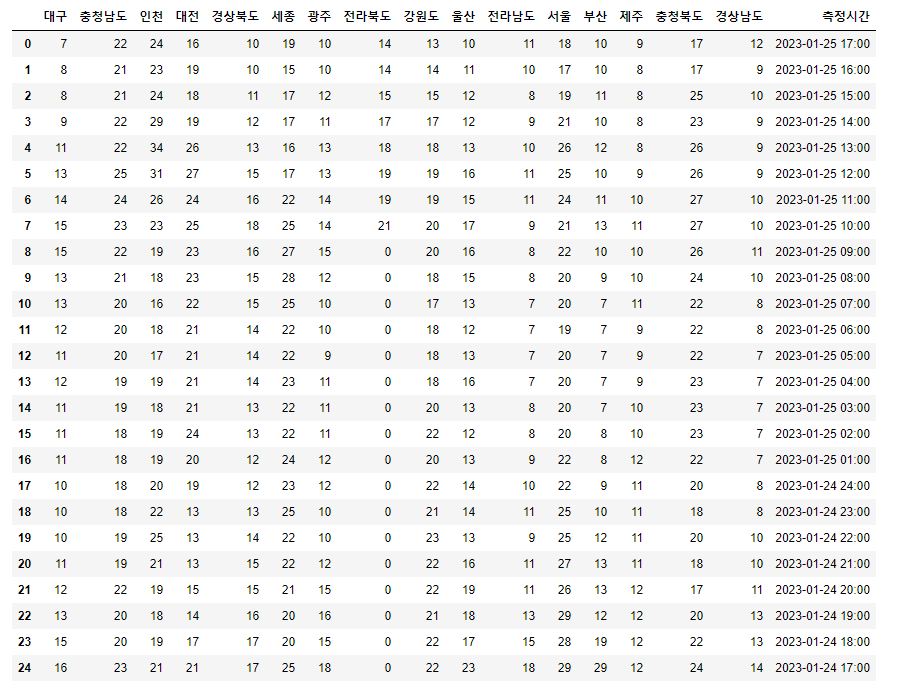 대구 충청남도 인천 대전 경상북도 세종 광주 전라북도 강원도 울산 전라남도 서울 부산 제주 충청북도 경상남도 측정시간
0 7 22 24 16 10 19 10 14 13 10 11 18 10 9 17 12 2023-01-25 17:00
1 8 21 23 19 10 15 10 14 14 11 10 17 10 8 17 9 2023-01-25 16:00
2 8 21 24 18 11 17 12 15 15 12 8 19 11 8 25 10 2023-01-25 15:00
3 9 22 29 19 12 17 11 17 17 12 9 21 10 8 23 9 2023-01-25 14:00
4 11 22 34 26 13 16 13 18 18 13 10 26 12 8 26 9 2023-01-25 13:00
5 13 25 31 27 15 17 13 19 19 16 11 25 10 9 26 9 2023-01-25 12:00
6 14 24 26 24 16 22 14 19 19 15 11 24 11 10 27 10 2023-01-25 11:00
7 15 23 23 25 18 25 14 21 20 17 9 21 13 11 27 10 2023-01-25 10:00
8 15 22 19 23 16 27 15 0 20 16 8 22 10 10 26 11 2023-01-25 09:00
9 13 21 18 23 15 28 12 0 18 15 8 20 9 10 24 10 2023-01-25 08:00
10 13 20 16 22 15 25 10 0 17 13 7 20 7 11 22 8 2023-01-25 07:00
11 12 20 18 21 14 22 10 0 18 12 7 19 7 9 22 8 2023-01-25 06:00
12 11 20 17 21 14 22 9 0 18 13 7 20 7 9 22 7 2023-01-25 05:00
13 12 19 19 21 14 23 11 0 18 16 7 20 7 9 23 7 2023-01-25 04:00
14 11 19 18 21 13 22 11 0 20 13 8 20 7 10 23 7 2023-01-25 03:00
15 11 18 19 24 13 22 11 0 22 12 8 20 8 10 23 7 2023-01-25 02:00
16 11 18 19 20 12 24 12 0 20 13 9 22 8 12 22 7 2023-01-25 01:00
17 10 18 20 19 12 23 12 0 22 14 10 22 9 11 20 8 2023-01-24 24:00
18 10 18 22 13 13 25 10 0 21 14 11 25 10 11 18 8 2023-01-24 23:00
19 10 19 25 13 14 22 10 0 23 13 9 25 12 11 20 10 2023-01-24 22:00
20 11 19 21 13 15 22 12 0 22 16 11 27 13 11 18 10 2023-01-24 21:00
21 12 22 19 15 15 21 15 0 22 19 11 26 13 12 17 11 2023-01-24 20:00
22 13 20 18 14 16 20 16 0 21 18 13 29 12 12 20 13 2023-01-24 19:00
23 15 20 19 17 17 20 15 0 22 17 15 28 19 12 22 13 2023-01-24 18:00
24 16 23 21 21 17 25 18 0 22 23 18 29 29 12 24 14 2023-01-24 17:00